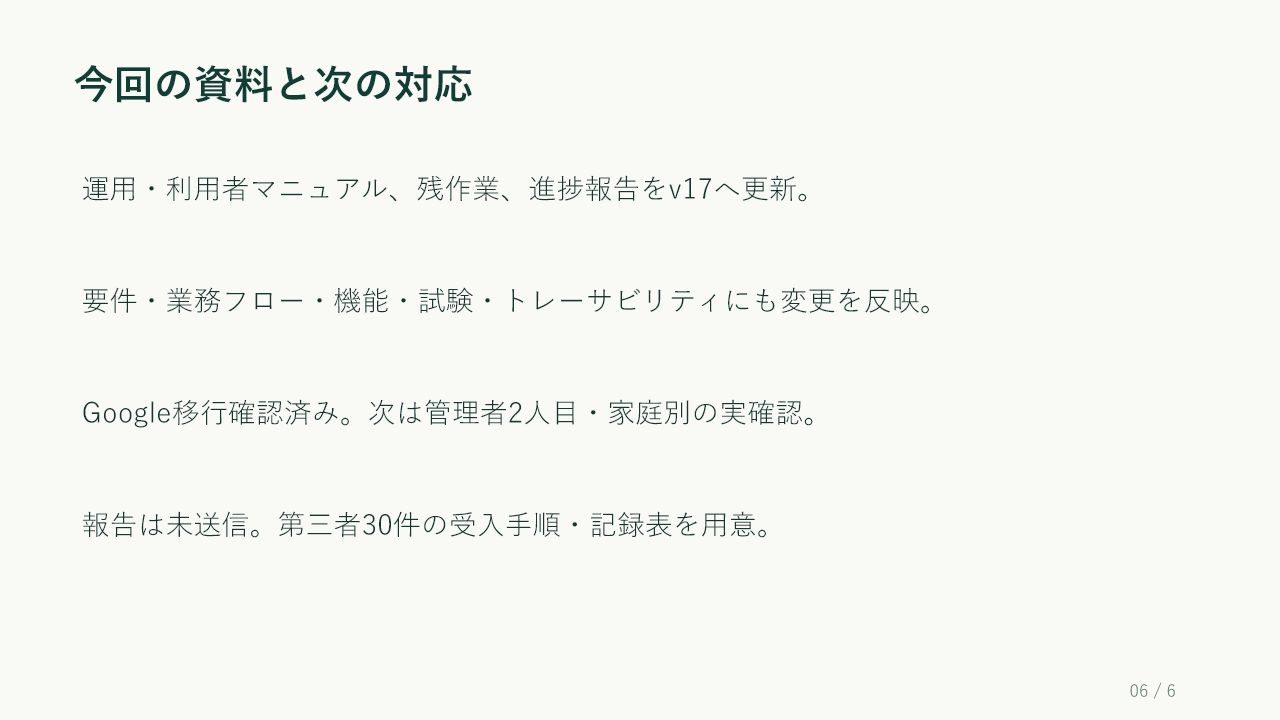 今回の資料と次の対応
運用・利用者マニュアル、残作業、進捗報告をv17へ更新。
要件・業務フロー・機能・試験・トレーサビリティにも変更を反映。
Google移行確認済み。次は管理者2人目・家庭別の実確認。
報告は未送信。第三者30件の受入手順・記録表を用意。
06 / 6